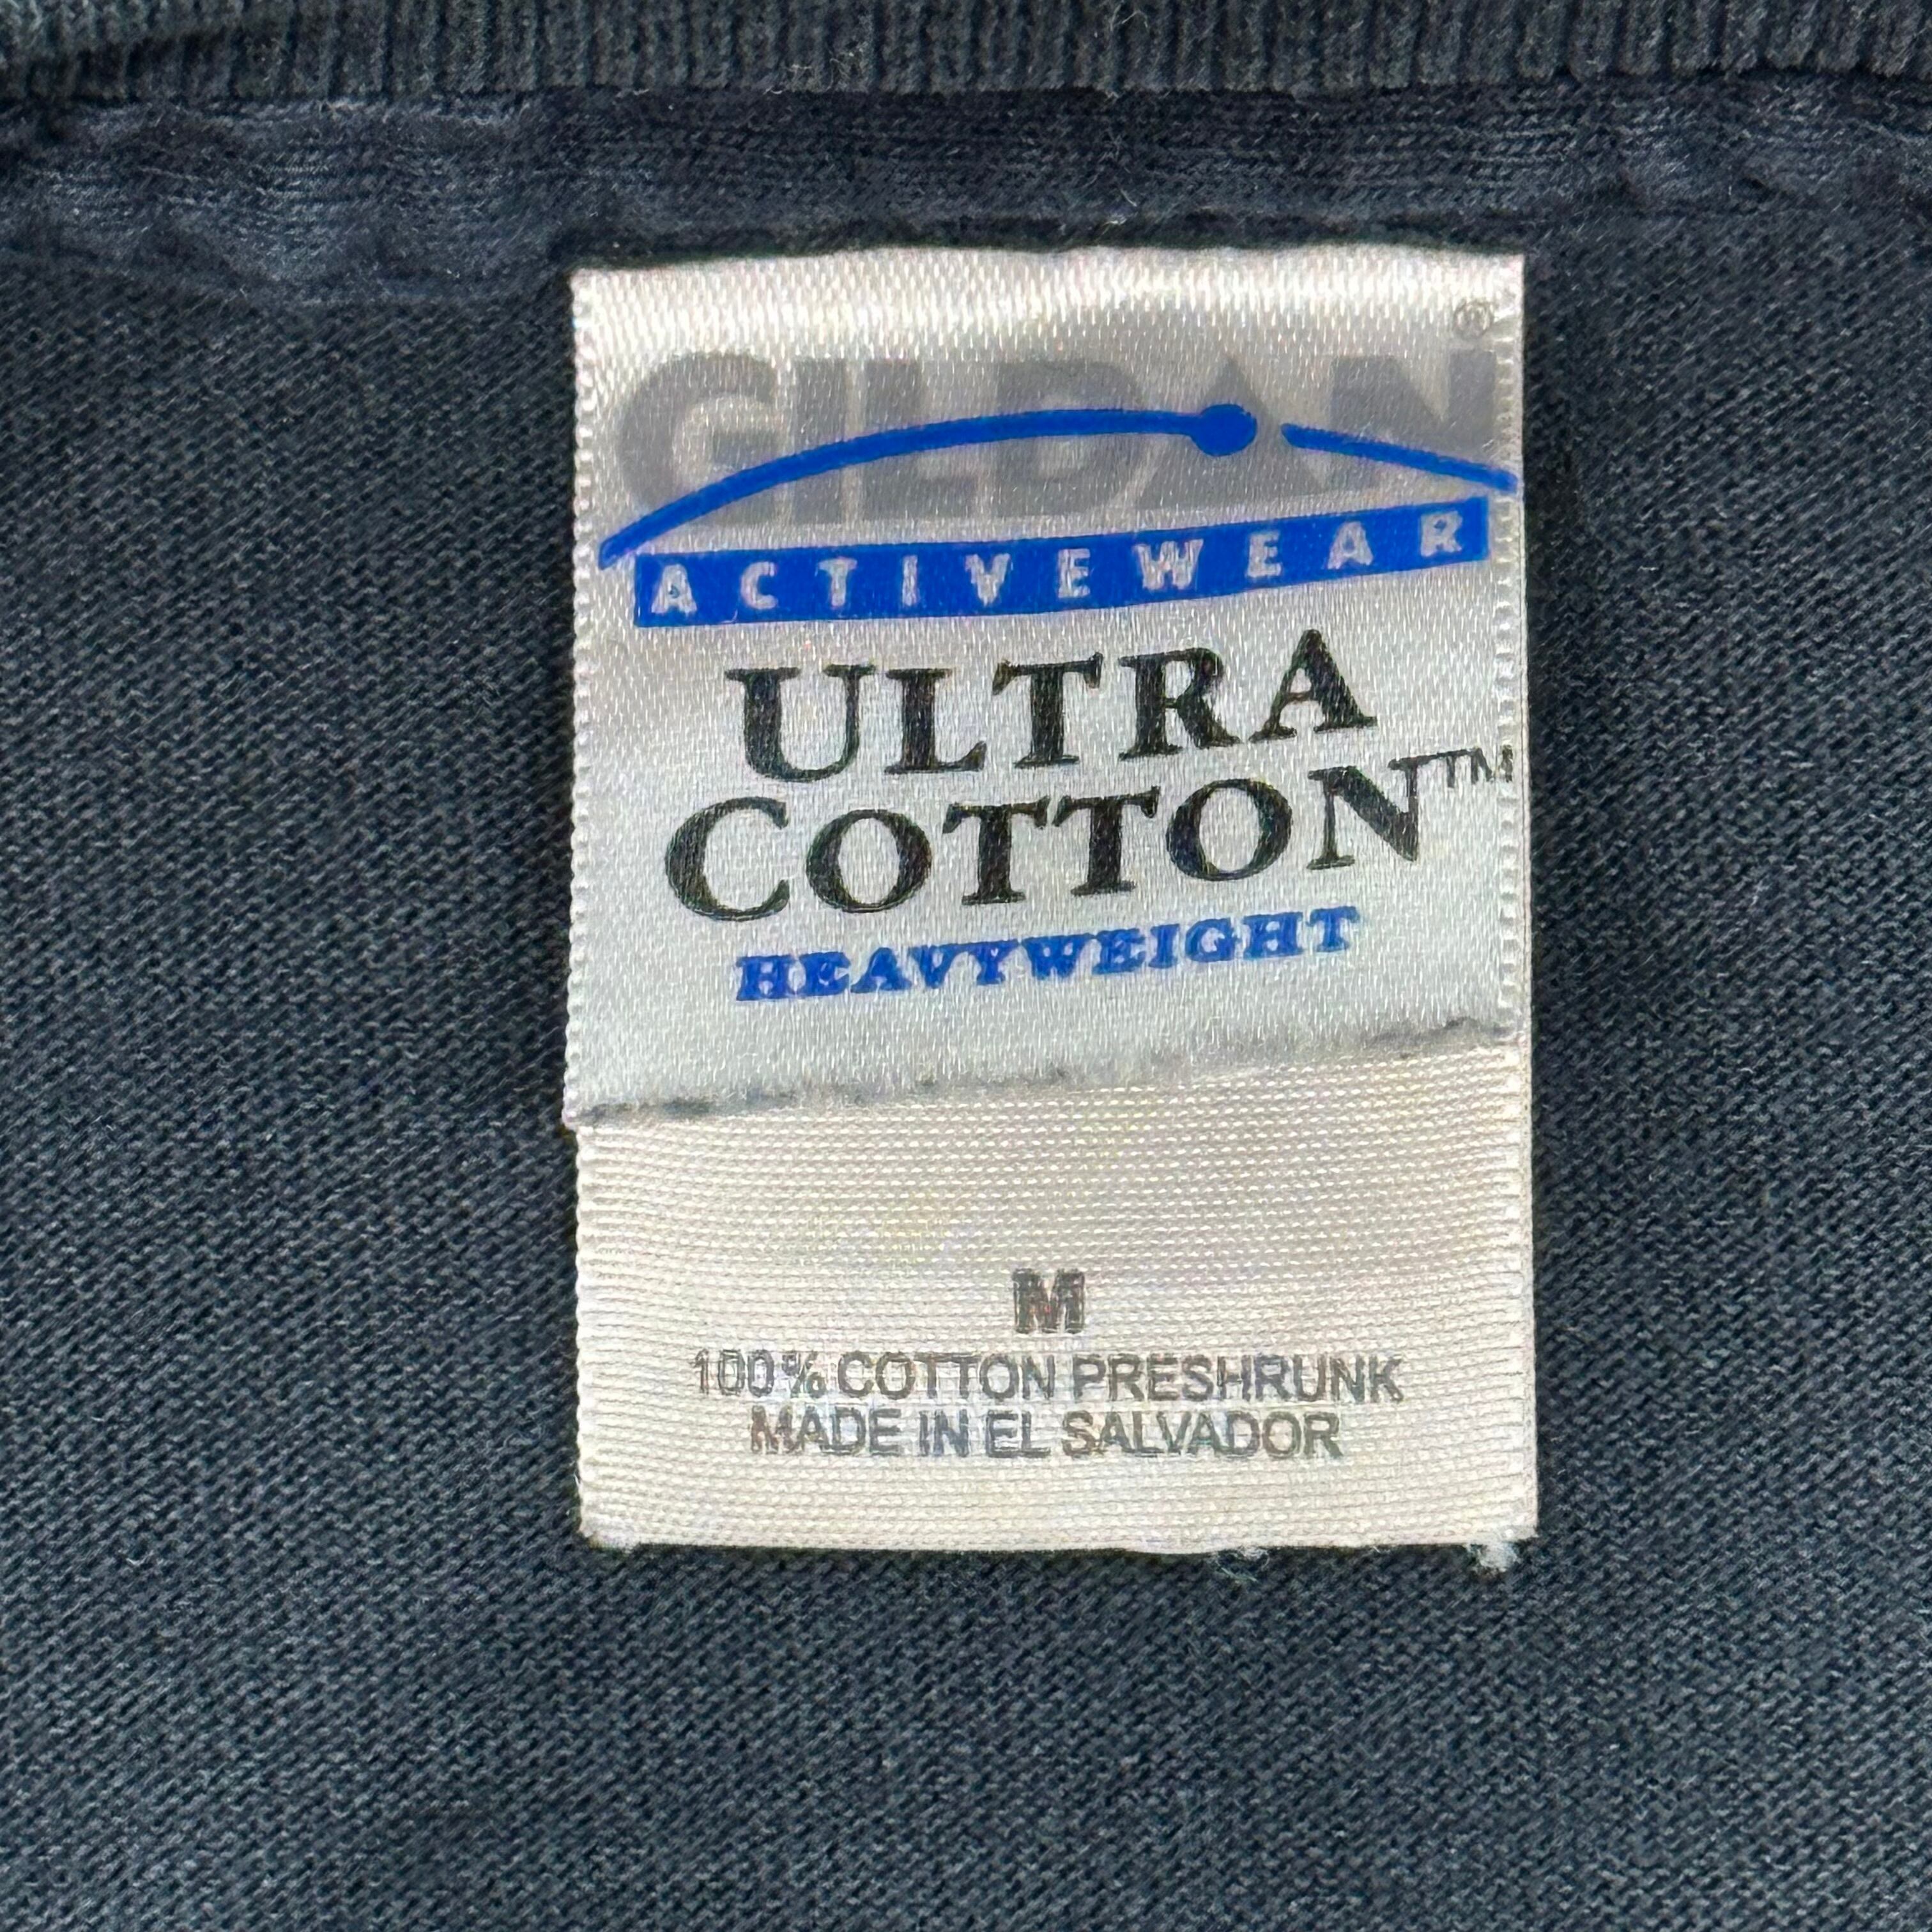 GILDAN®
ACTIVEWEAR
ULTRA
COTTON™
HEAVYWEIGHT
M
100% COTTON PRESHRUNK
MADE IN EL SALVADOR